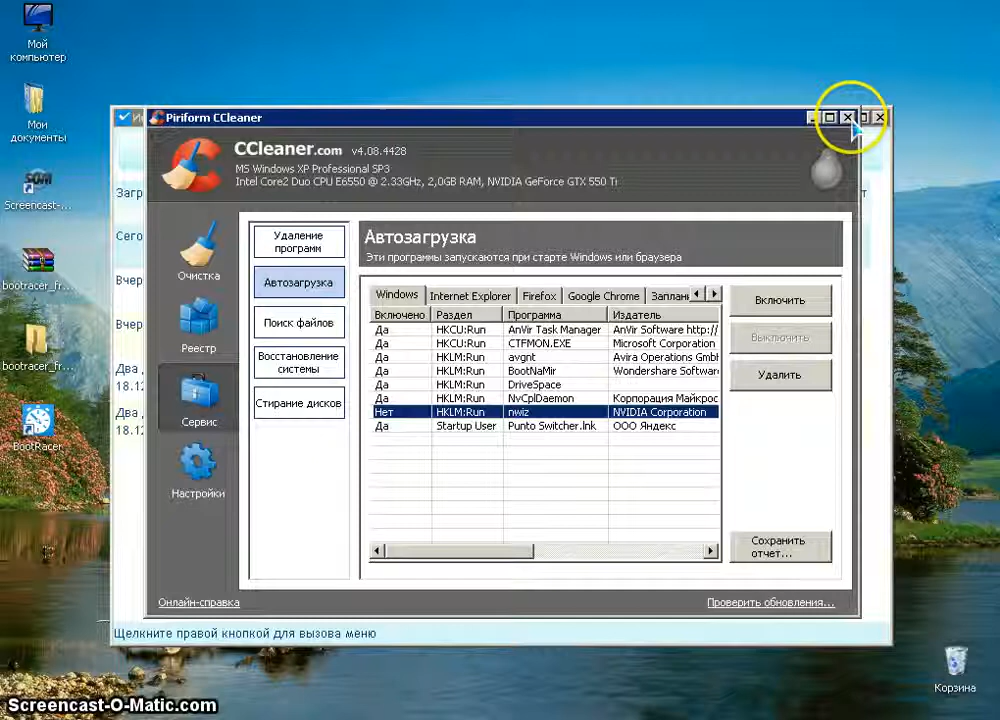 Мой
компьютер
Мои
документы
Screencast-...
bootracer_fr...
bootracer_fr...
BootRacer
Piriform CCleaner
CCleaner.com v4.08.4428
MS Windows XP Professional SP3
Intel Core2 Duo CPU E6550 @ 2.33GHz, 2,0GB RAM, NVIDIA GeForce GTX 550 Ti
Загр
Сего
Вчер
Вчер
Два
18.12
Два
18.1
Очистка
Реестр
Сервис
Настройки
Удаление
программ
Автозагрузка
Поиск файлов
Восстановление
системы
Стирание дисков
Автозагрузка
Эти программы запускаются при старте Windows или браузера
Windows Internet Explorer Firefox Google Chrome Заплани
Включено Раздел Программа Издатель
Да HKCU:Run AnVir Task Manager AnVir Software http://
Да HKCU:Run CTFMON.EXE Microsoft Corporation
Да HKLM:Run avgnt Avira Operations GmbH
Да HKLM:Run BootNaMir Wondershare Software
Да HKLM:Run DriveSpace
Да HKLM:Run NvCplDaemon Корпорация Майкрос
Нет HKLM:Run nwiz NVIDIA Corporation
Да Startup User Punto Switcher.lnk ООО Яндекс
Включить
Выключить
Удалить
Сохранить
отчет...
Онлайн-справка
Проверить обновления...
Щелкните правой кнопкой для вызова меню
Корзина
Screencast-O-Matic.com